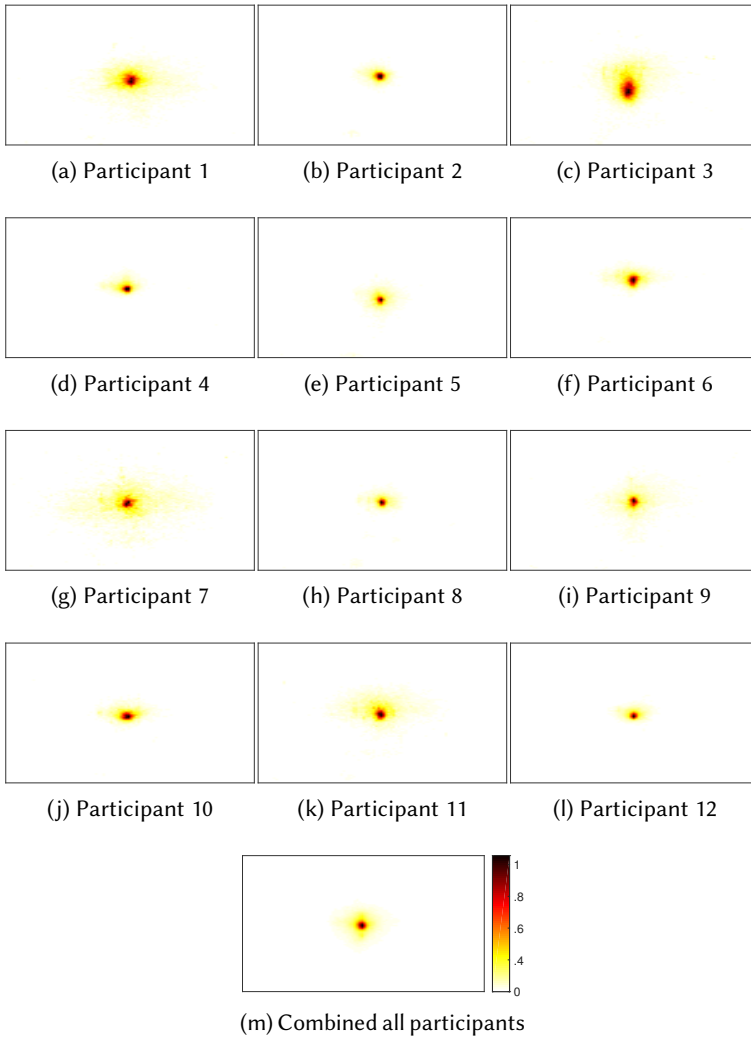 (a) Participant 1 (b) Participant 2 (c) Participant 3
(d) Participant 4 (e) Participant 5 (f) Participant 6
(g) Participant 7 (h) Participant 8 (i) Participant 9
(j) Participant 10 (k) Participant 11 (l) Participant 12
1
.8
.6
.4
0
(m) Combined all participants